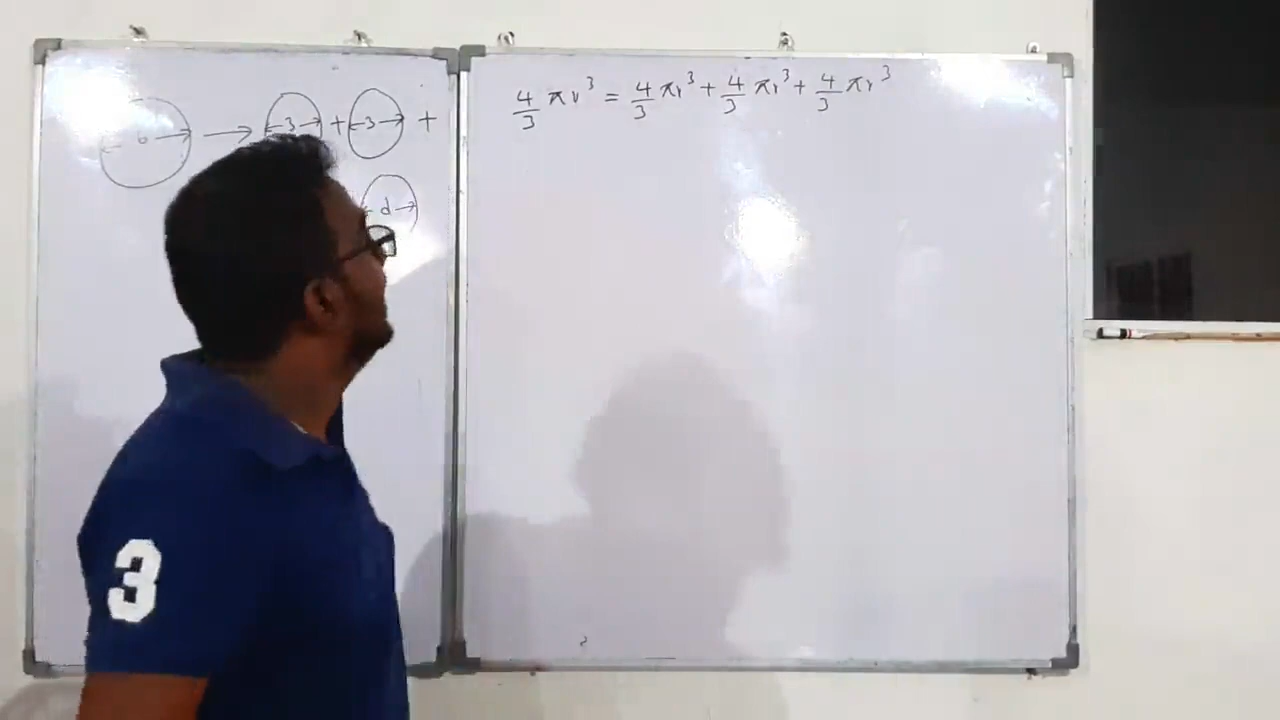 6 → 3 + 3 +
d
4/3 πr³ = 4/3 πr³ + 4/3 πr³ + 4/3 πr³
3